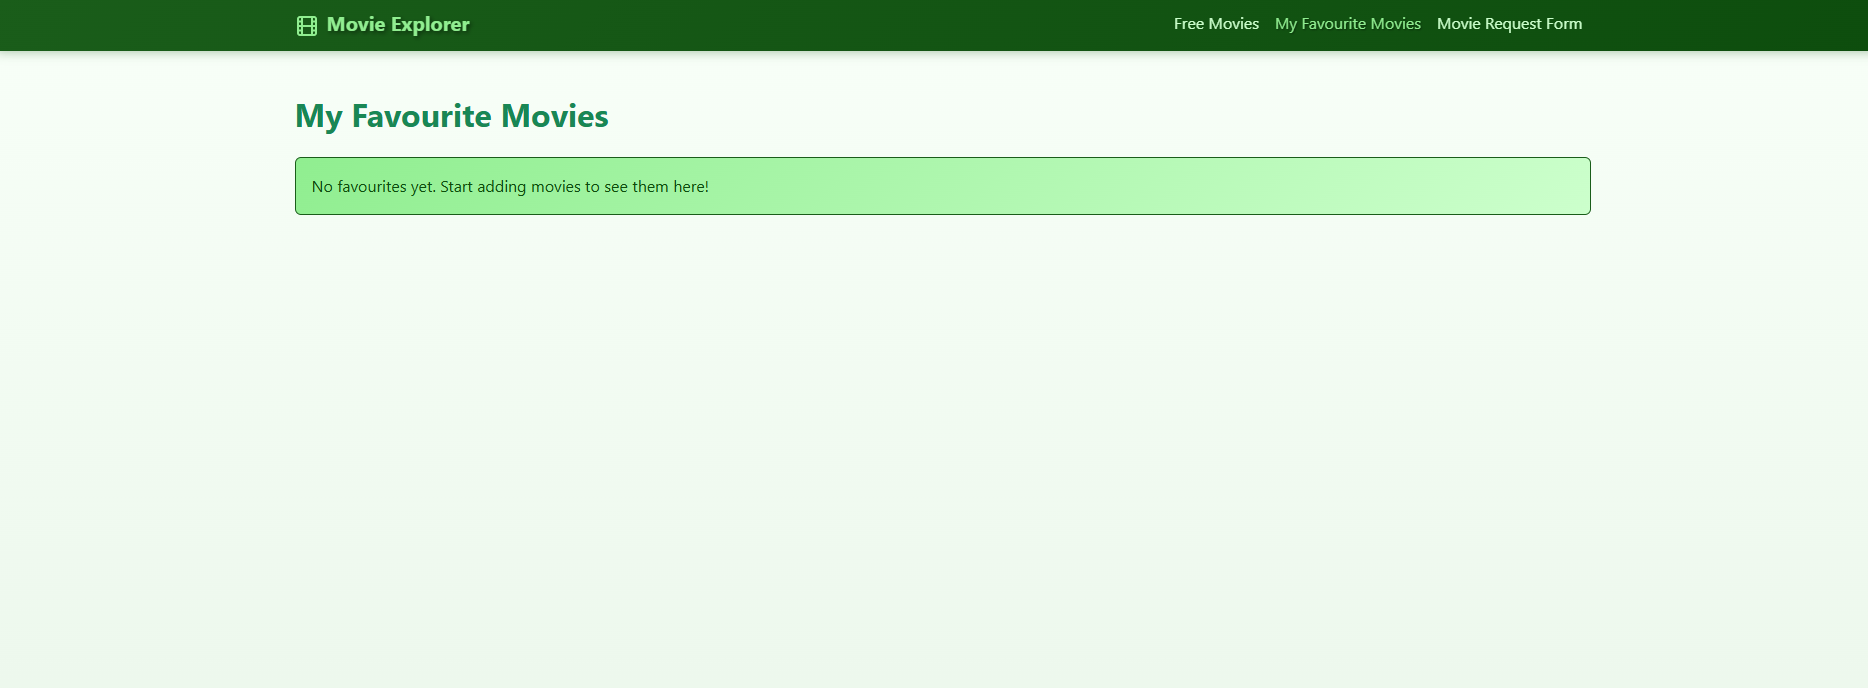 Movie Explorer
Free Movies My Favourite Movies Movie Request Form
My Favourite Movies
No favourites yet. Start adding movies to see them here!